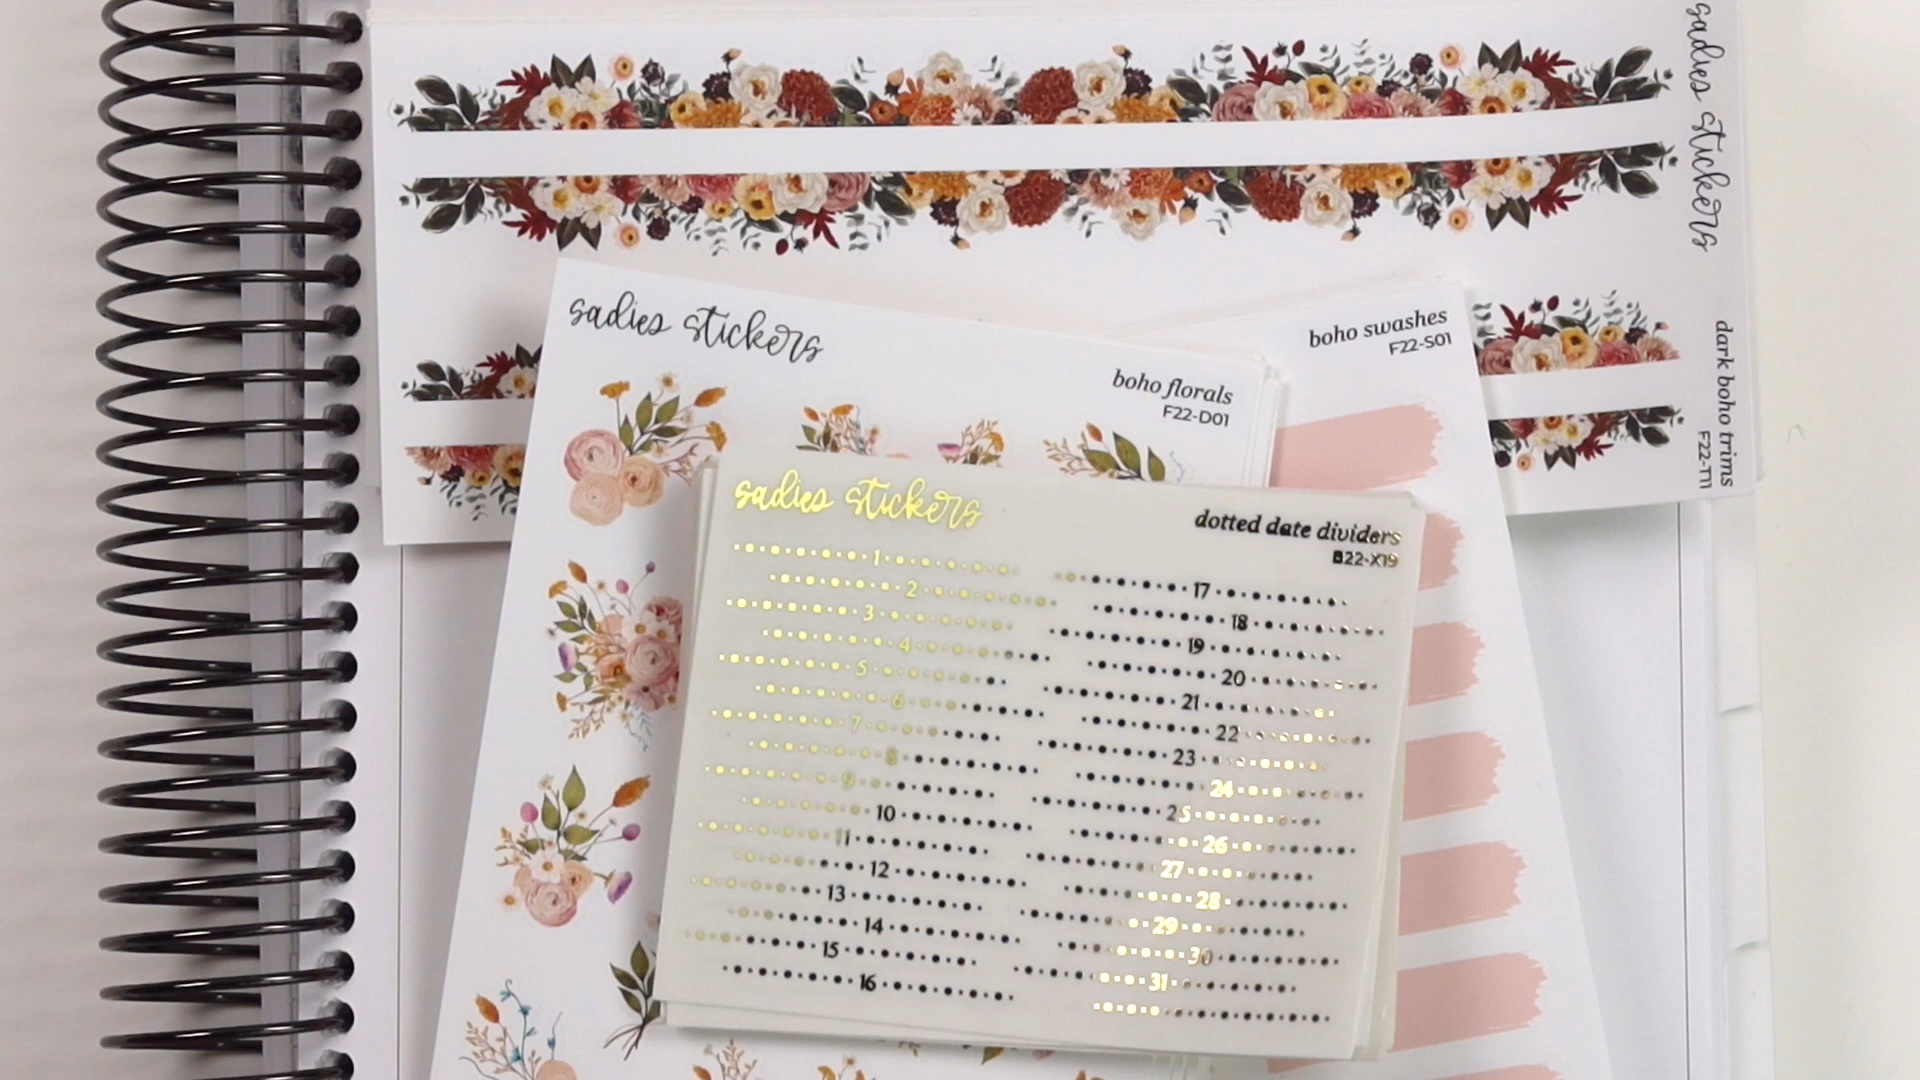 sadies stickers
dark boho trims
F22-T11
sadies stickers
boho florals
F22-D01
boho swashes
F22-S01
sadies stickers
dotted date dividers
B22-X19
1
2
3
4
5
6
7
8
9
10
11
12
13
14
15
16
17
18
19
20
21
22
23
24
25
26
27
28
29
30
31